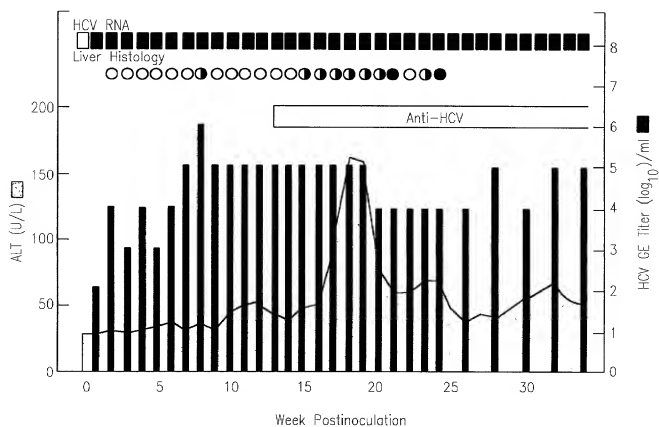 HCV RNA
Liver Histology
Anti-HCV
200
150
100
50
0
ALT (U/L)
8
7
6
5
4
3
2
1
0
HCV GE Titer (log10)/ml
0 5 10 15 20 25 30
Week Postinoculation